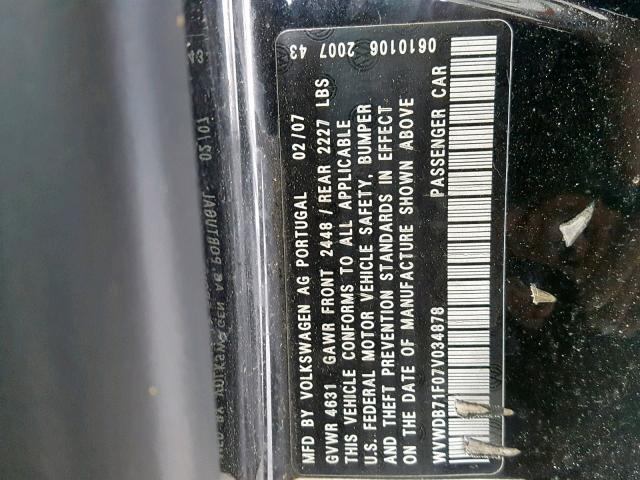 MFD BY VOLKSWAGEN AG PORTUGAL 02/07
GVWR 4631 GAWR FRONT 2448 / REAR 2227 LBS
THIS VEHICLE CONFORMS TO ALL APPLICABLE
U.S. FEDERAL MOTOR VEHICLE SAFETY, BUMPER
AND THEFT PREVENTION STANDARDS IN EFFECT
ON THE DATE OF MANUFACTURE SHOWN ABOVE
WVWDB71F07V034878 PASSENGER CAR
0610106 2007 43